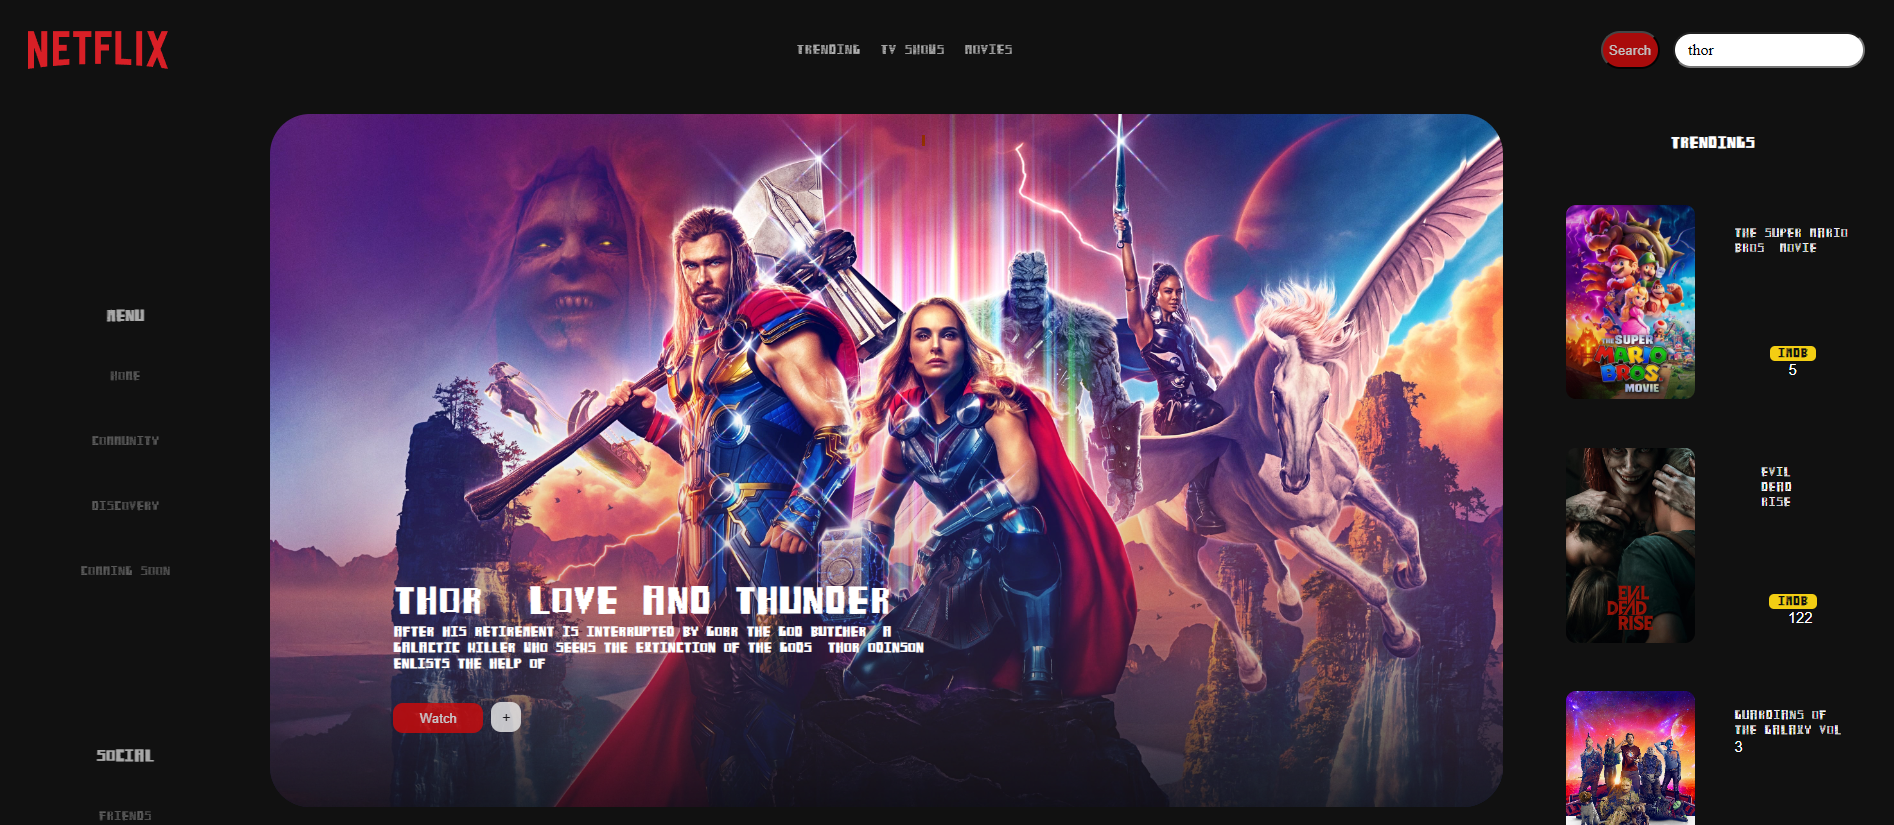 NETFLIX
TRENDING TV SHOWS MOVIES
Search
thor
MENU
HOME
COMMUNITY
DISCOVERY
COMMING SOON
SOCIAL
FRIENDS
THOR LOVE AND THUNDER
AFTER HIS RETIREMENT IS INTERRUPTED BY GORR THE GOD BUTCHER A
GALACTIC KILLER WHO SEEKS THE EXTINCTION OF THE GODS THOR ODINSON
ENLISTS THE HELP OF
Watch
+
TRENDINGS
THE SUPER
MARIO
BROS
MOVIE
THE SUPER MARIO
BROS MOVIE
IMDB
5
EVIL
DEAD
RISE
EVIL
DEAD
RISE
IMDB
122
GUARDIANS OF
THE GALAXY VOL
3